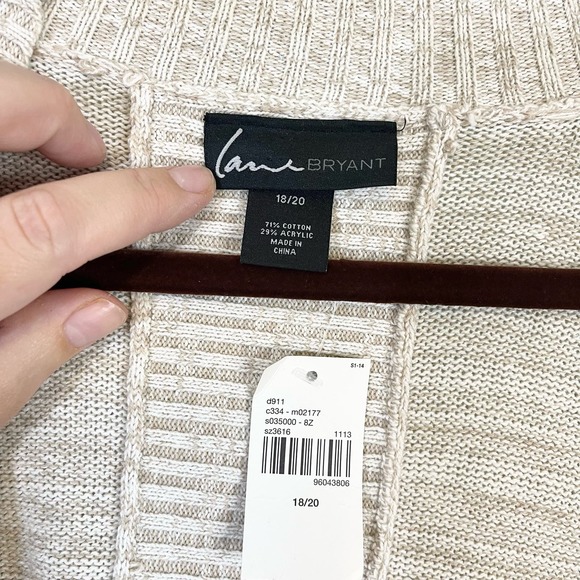 Lane BRYANT
18/20
71% COTTON
29% ACRYLIC
MADE IN
CHINA
S1-14
d911
c334 - m02177
s035000 - 8Z
sz3616
1113
96043806
18/20